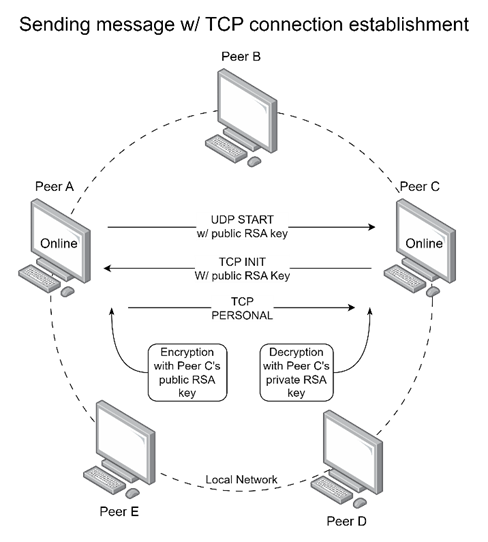 Sending message w/ TCP connection establishment
Peer B
Peer A
Peer C
Online
Online
UDP START
w/ public RSA key
TCP INIT
W/ public RSA Key
TCP
PERSONAL
Encryption
with Peer C's
public RSA
key
Decryption
with Peer C's
private RSA
key
Local Network
Peer E
Peer D